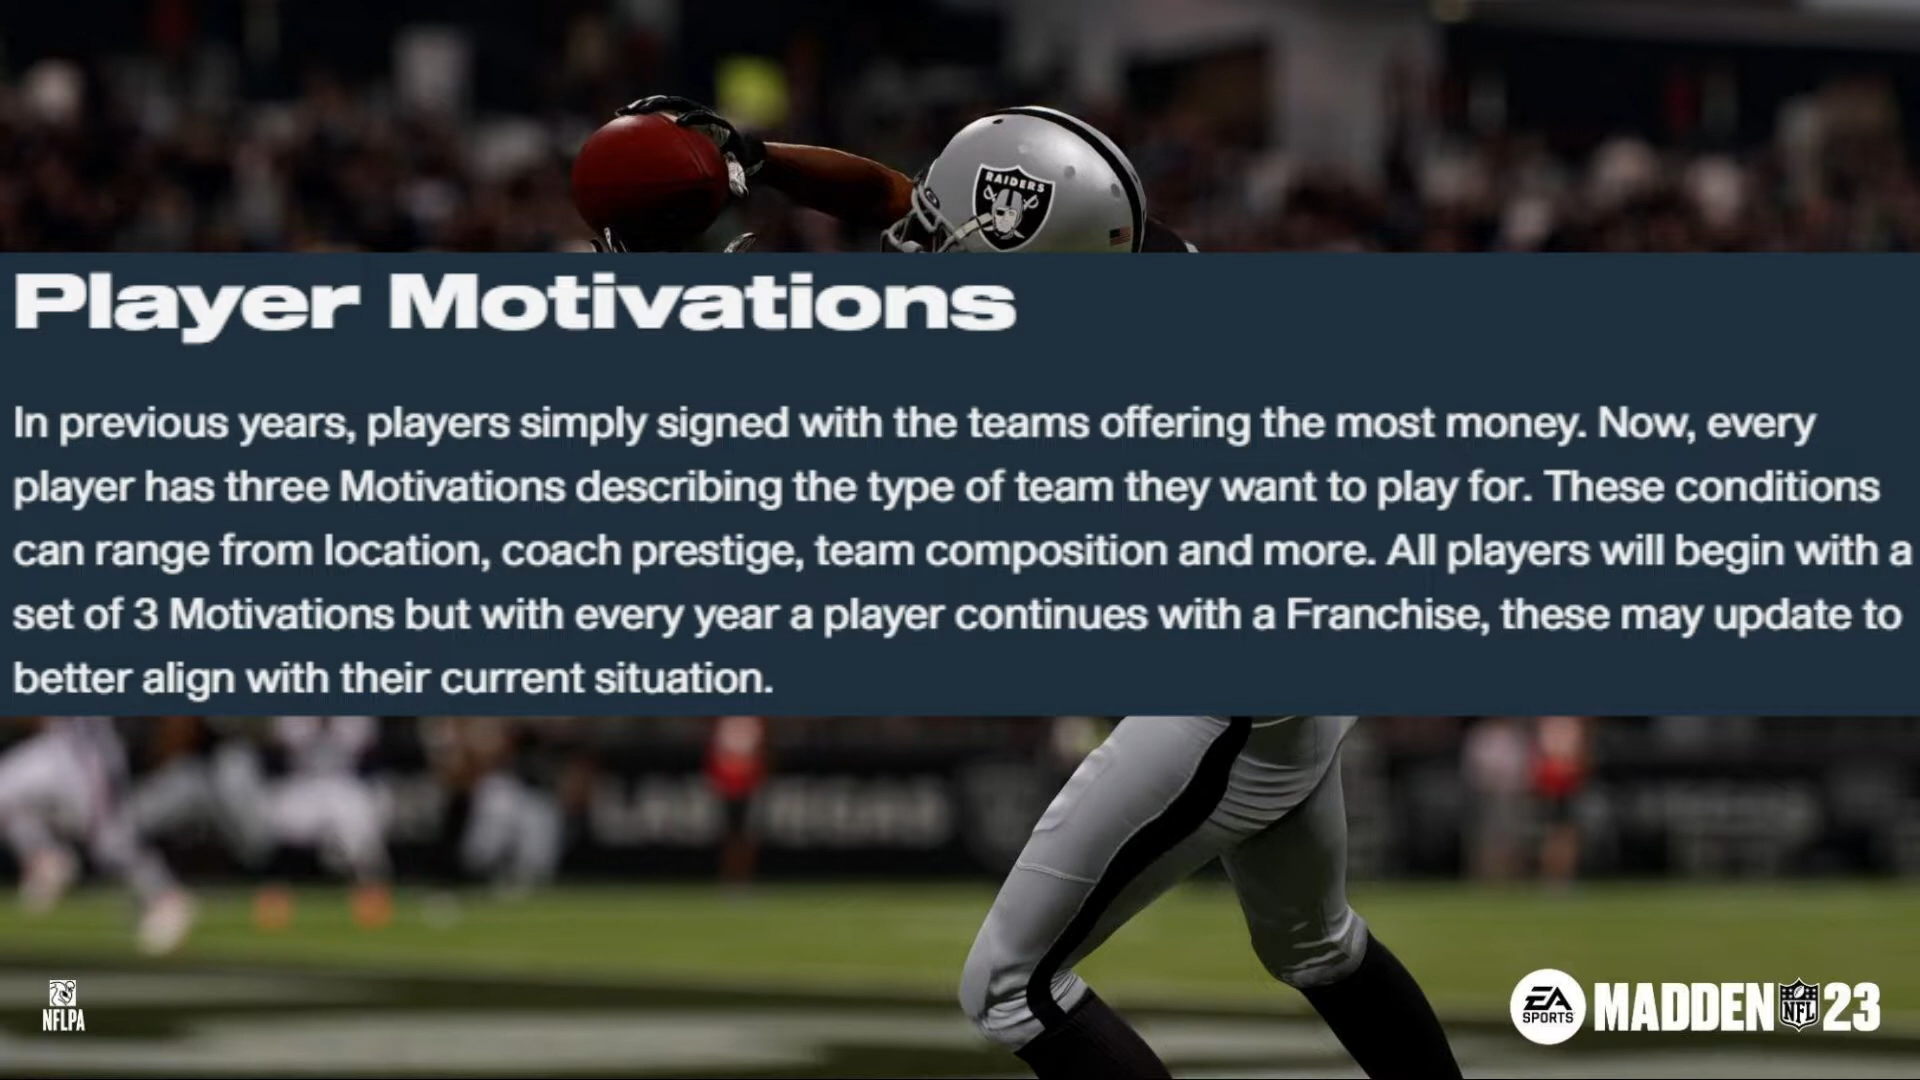 RAIDERS
Player Motivations
In previous years, players simply signed with the teams offering the most money. Now, every
player has three Motivations describing the type of team they want to play for. These conditions
can range from location, coach prestige, team composition and more. All players will begin with a
set of 3 Motivations but with every year a player continues with a Franchise, these may update to
better align with their current situation.
LAS VEGAS
NFLPA
EA SPORTS MADDEN NFL 23